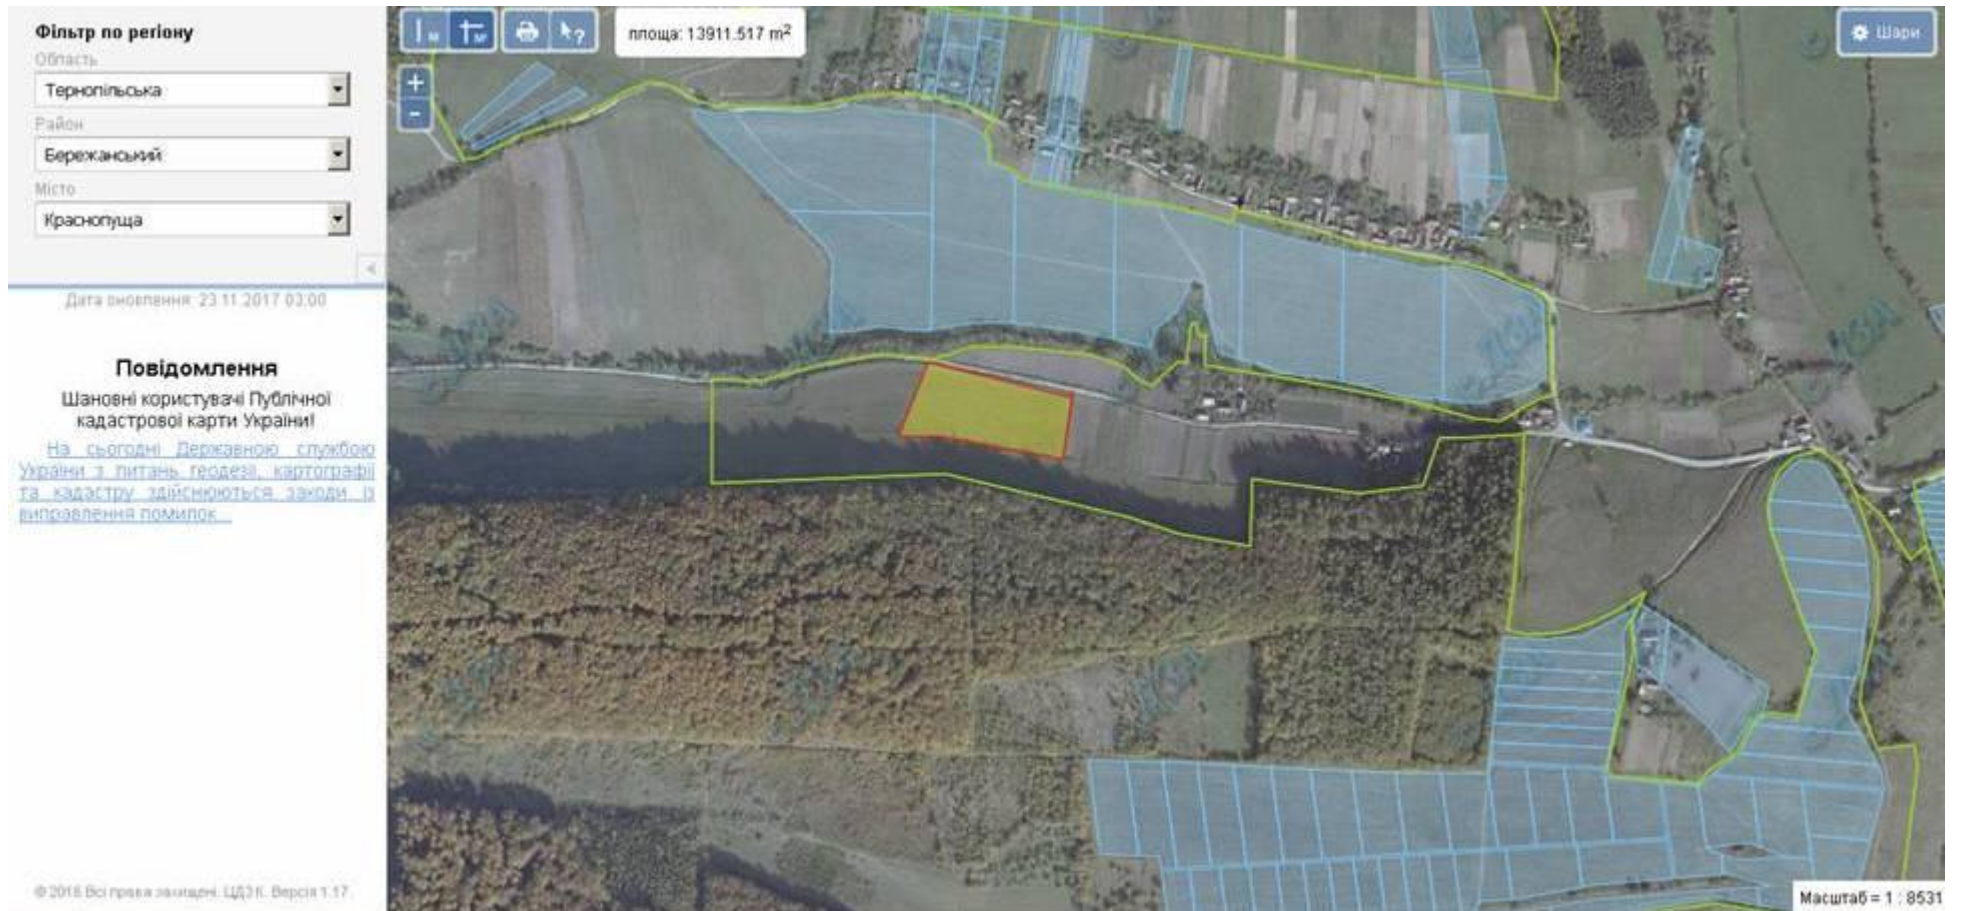 Фільтр по регіону
Область
Тернопільська
Район
Бережанський
Місто
Краснопуща
Дата оновлення: 23.11.2017 03:00
Повідомлення
Шановні користувачі Публічної
кадастрової карти України!
На сьогодні Державною службою
України з питань геодезії, картографії
та кадастру здійснюються заходи із
виправлення помилок...
© 2016 Всі права захищені. ЦДЗК. Версія 1.17.
М
М²
?
площа: 13911.517 m²
+
-
Шари
Масштаб = 1 : 8531